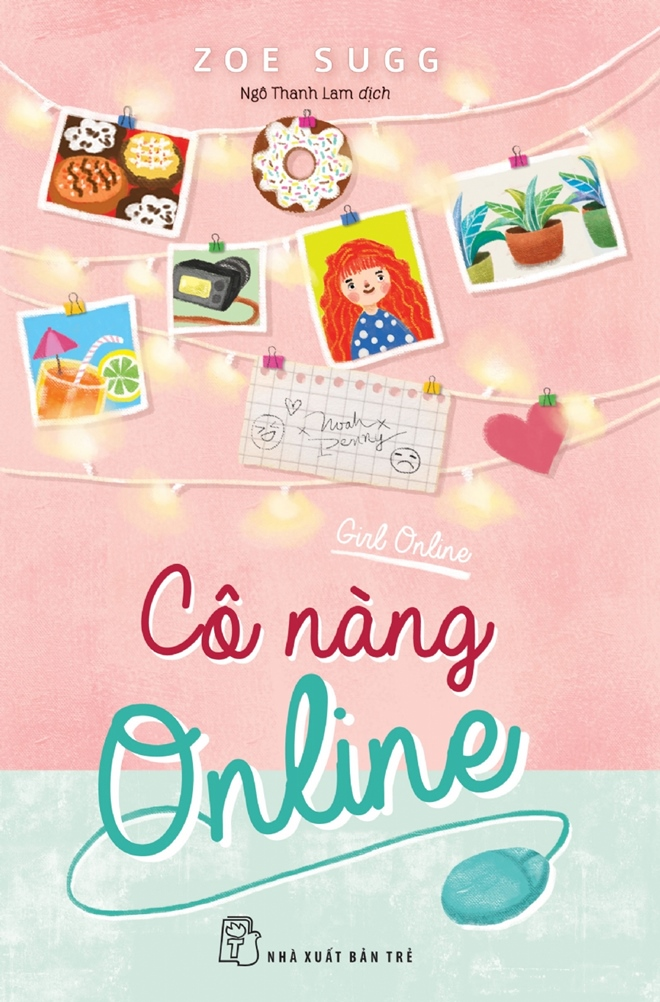 ZOE SUGG
Ngô Thanh Lam dịch
x Noah x
Penny
Girl Online
Cô nàng
Online
T
NHÀ XUẤT BẢN TRẺ